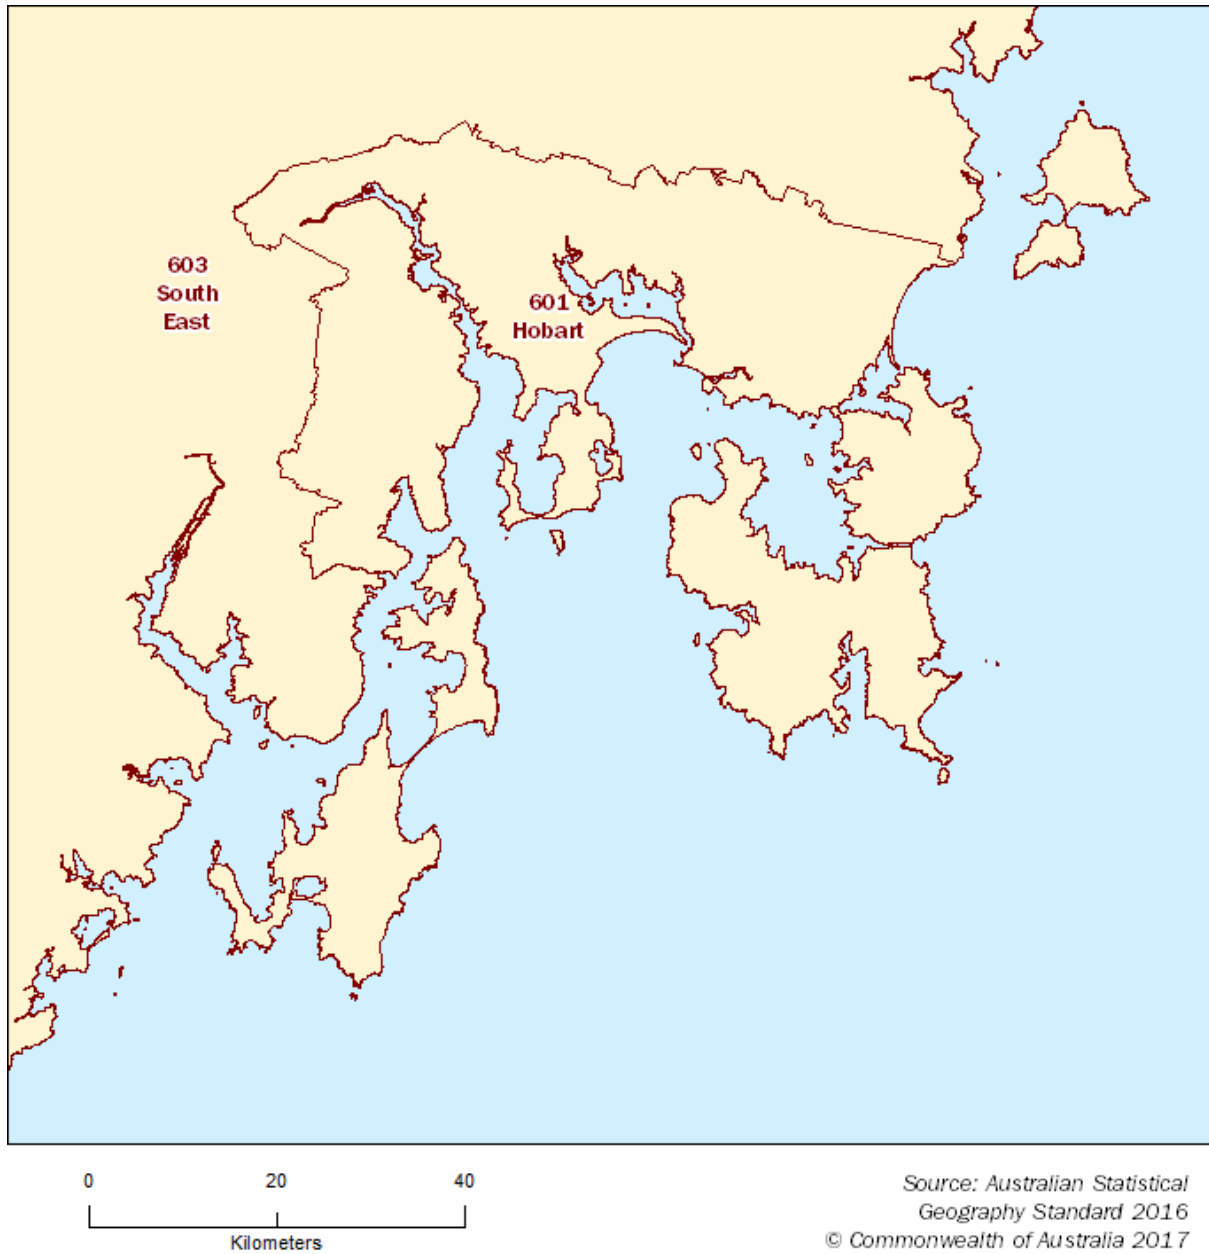 603
South
East
601
Hobart
0 20 40
Kilometers
Source: Australian Statistical
Geography Standard 2016
© Commonwealth of Australia 2017